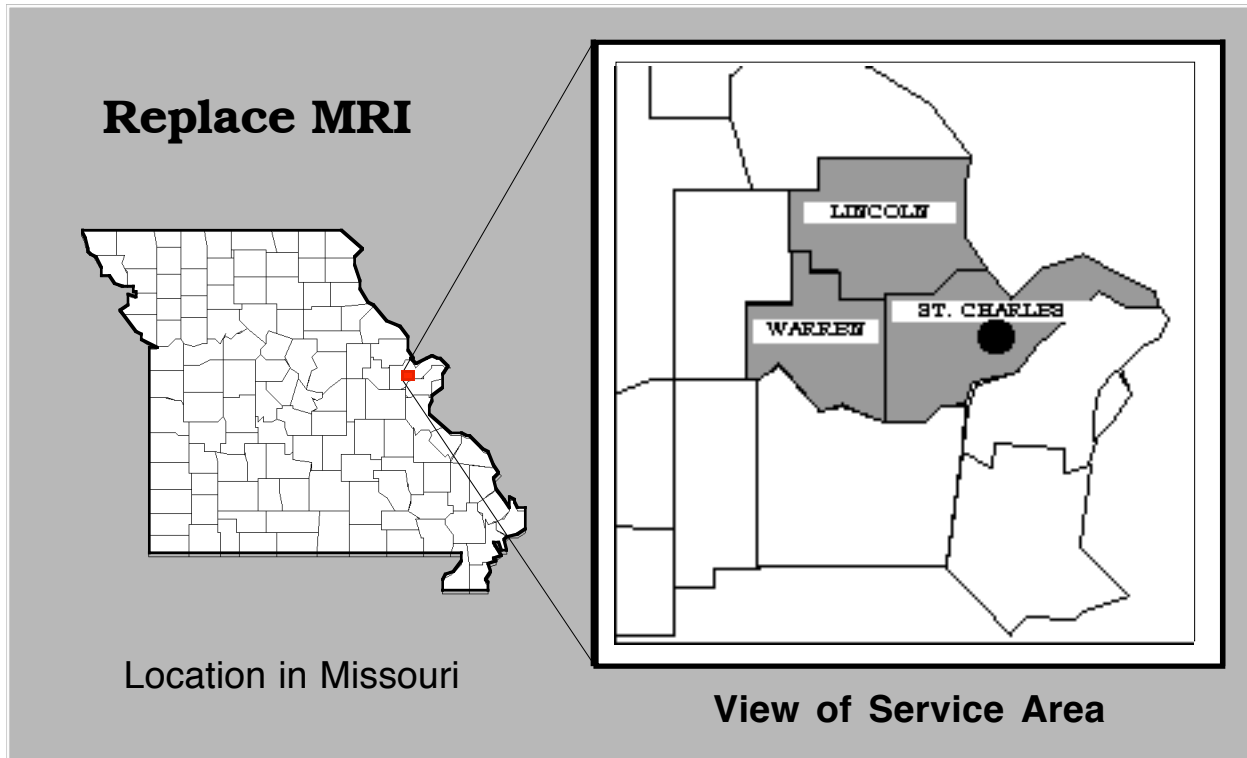 Replace MRI
LINCOLN
ST. CHARLES
WARREN
Location in Missouri
View of Service Area